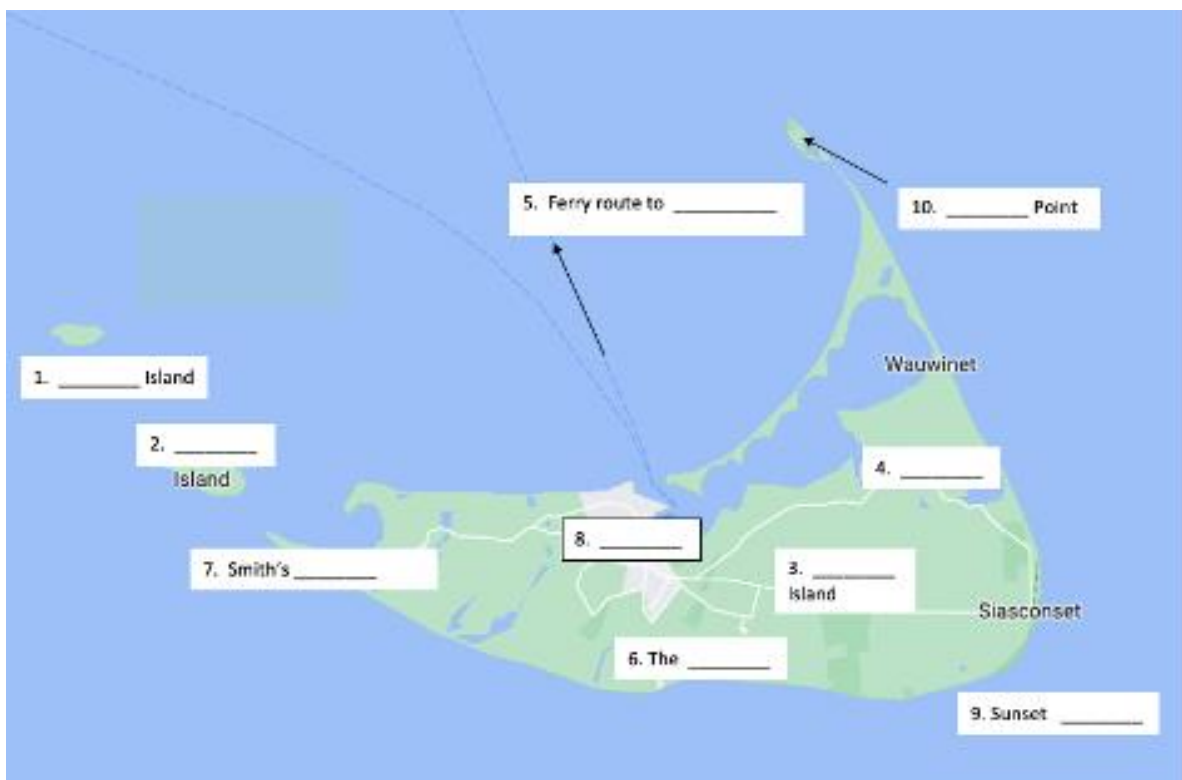 5. Ferry route to __________
10. ________ Point
Wauwinet
1. ________ Island
2. ________
Island
4. ________
8. ________
7. Smith's ________
3. ________
Island
Siasconset
6. The ________
9. Sunset ________